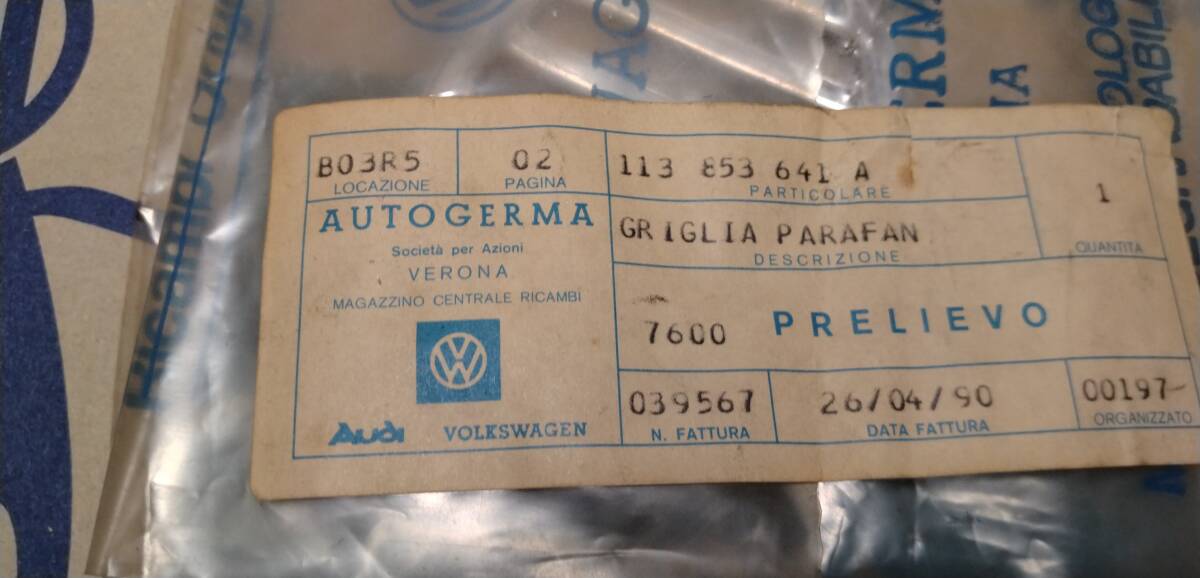 B03R5
LOCAZIONE
02
PAGINA
113 853 641 A
PARTICOLARE
1
QUANTITA
AUTOGERMA
Società per Azioni
VERONA
MAGAZZINO CENTRALE RICAMBI
GRIGLIA PARAFAN
DESCRIZIONE
7600 PRELIEVO
Audi VOLKSWAGEN
039567
N. FATTURA
26/04/90
DATA FATTURA
00197-
ORGANIZZATO